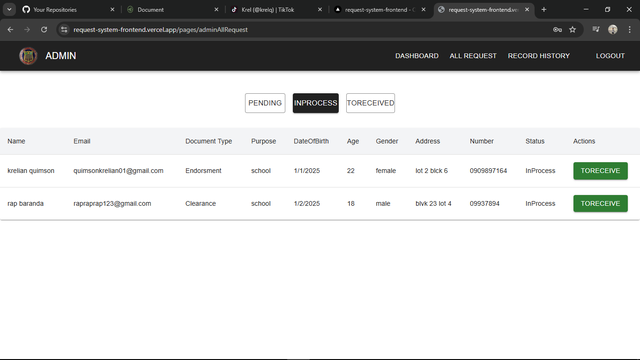 Your Repositories
Document
Krel (@kreiq) | TikTok
request-system-frontend - O
request-system-frontend.verce
request-system-frontend.vercel.app/pages/adminAllRequest
ADMIN DASHBOARD ALL REQUEST RECORD HISTORY LOGOUT
PENDING INPROCESS TORECEIVED
Name Email Document Type Purpose DateOfBirth Age Gender Address Number Status Actions
krelian quimson quimsonkrelian01@gmail.com Endorsment school 1/1/2025 22 female lot 2 blck 6 0909897164 InProcess TORECEIVE
rap baranda rapraprap123@gmail.com Clearance school 1/2/2025 18 male blvk 23 lot 4 09937894 InProcess TORECEIVE